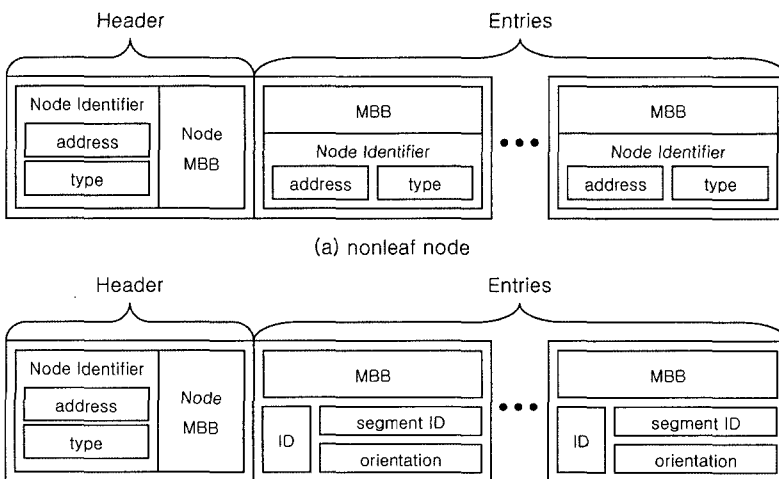 Header Entries
Node Identifier
address
type
Node
MBB
MBB
Node Identifier
address type
MBB
Node Identifier
address type
(a) nonleaf node
Header Entries
Node Identifier
address
type
Node
MBB
MBB
ID
segment ID
orientation
MBB
ID
segment ID
orientation